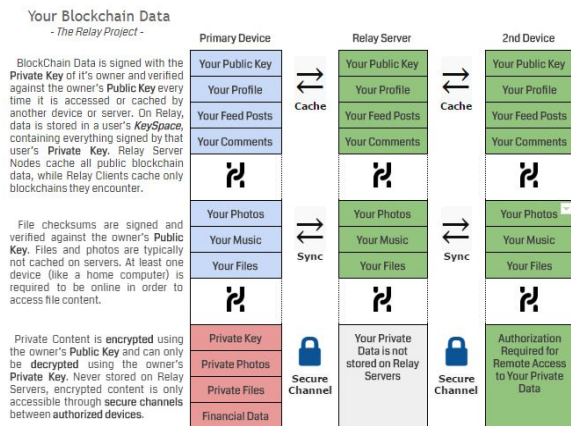 Your Blockchain Data
- The Relay Project -
BlockChain Data is signed with the
Private Key of it's owner and verified
against the owner's Public Key every
time it is accessed or cached by
another device or server. On Relay,
data is stored in a user's KeySpace,
containing everything signed by that
user's Private Key. Relay Server
Nodes cache all public blockchain
data, while Relay Clients cache only
blockchains they encounter.
File checksums are signed and
verified against the owner's Public
Key. Files and photos are typically
not cached on servers. At least one
device (like a home computer) is
required to be online in order to
access file content.
Private Content is encrypted using
the owner's Public Key and can only
be decrypted using the owner's
Private Key. Never stored on Relay
Servers, encrypted content is only
accessible through secure channels
between authorized devices.
Primary Device
Your Public Key
Your Profile
Your Feed Posts
Your Comments
Your Photos
Your Music
Your Files
Private Key
Private Photos
Private Files
Financial Data
Cache
Sync
Secure
Channel
Relay Server
Your Public Key
Your Profile
Your Feed Posts
Your Comments
Your Photos
Your Music
Your Files
Your Private
Data is not
stored on Relay
Servers
Cache
Sync
Secure
Channel
2nd Device
Your Public Key
Your Profile
Your Feed Posts
Your Comments
Your Photos
Your Music
Your Files
Authorization
Required for
Remote Access
to Your Private
Data